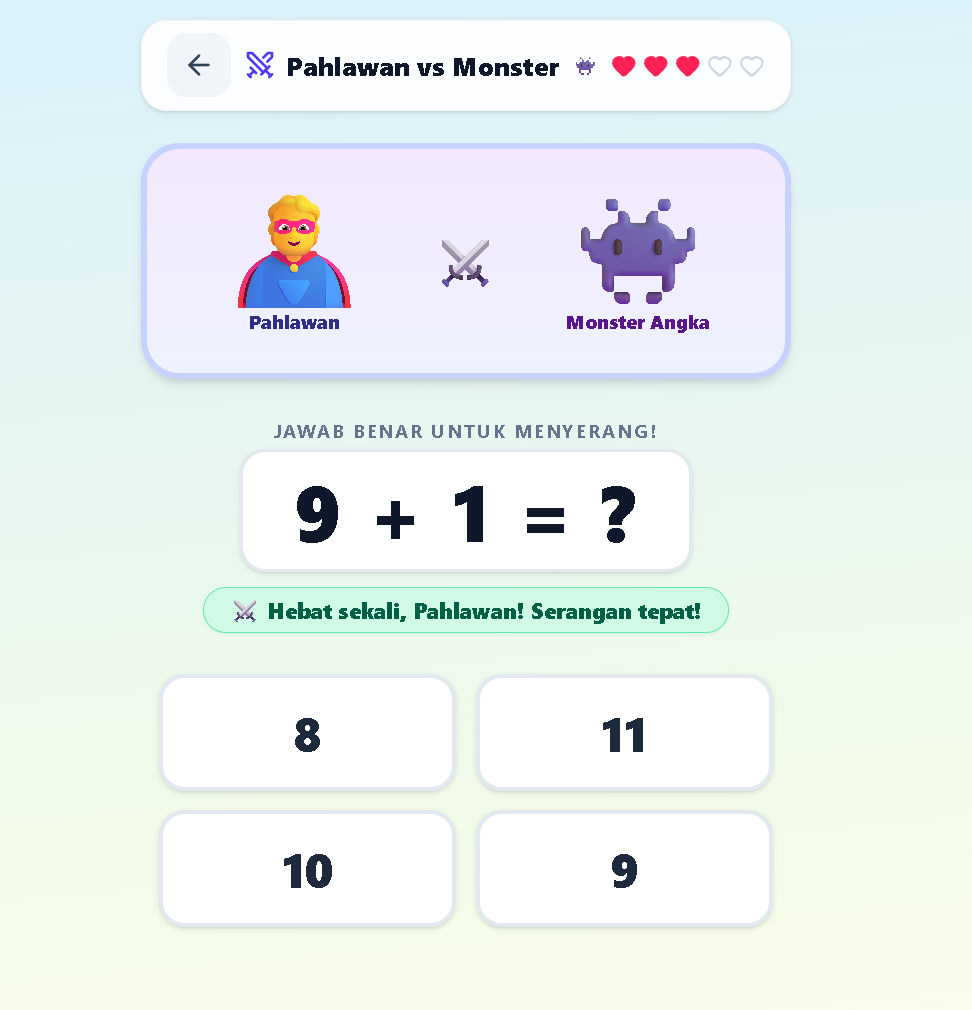 Pahlawan vs Monster
Pahlawan
Monster Angka
JAWAB BENAR UNTUK MENYERANG!
9 + 1 = ?
Hebat sekali, Pahlawan! Serangan tepat!
8
11
10
9